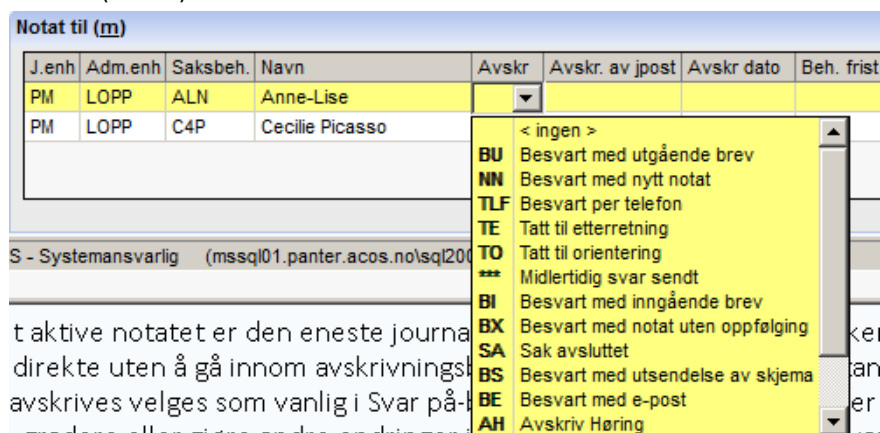 Notat til (m)
J.enh Adm.enh Saksbeh. Navn Avskr Avskr. av jpost Avskr dato Beh. frist
PM LOPP ALN Anne-Lise
PM LOPP C4P Cecilie Picasso
< ingen >
BU Besvart med utgående brev
NN Besvart med nytt notat
TLF Besvart per telefon
TE Tatt til etterretning
TO Tatt til orientering
*** Midlertidig svar sendt
BI Besvart med inngående brev
BX Besvart med notat uten oppfølging
SA Sak avsluttet
BS Besvart med utsendelse av skjema
BE Besvart med e-post
AH Avskriv Høring
S - Systemansvarlig (mssql01.panter.acos.no\sql200
t aktive notatet er den eneste journa
direkte uten å gå innom avskrivnings
avskrives velges som vanlig i Svar på-